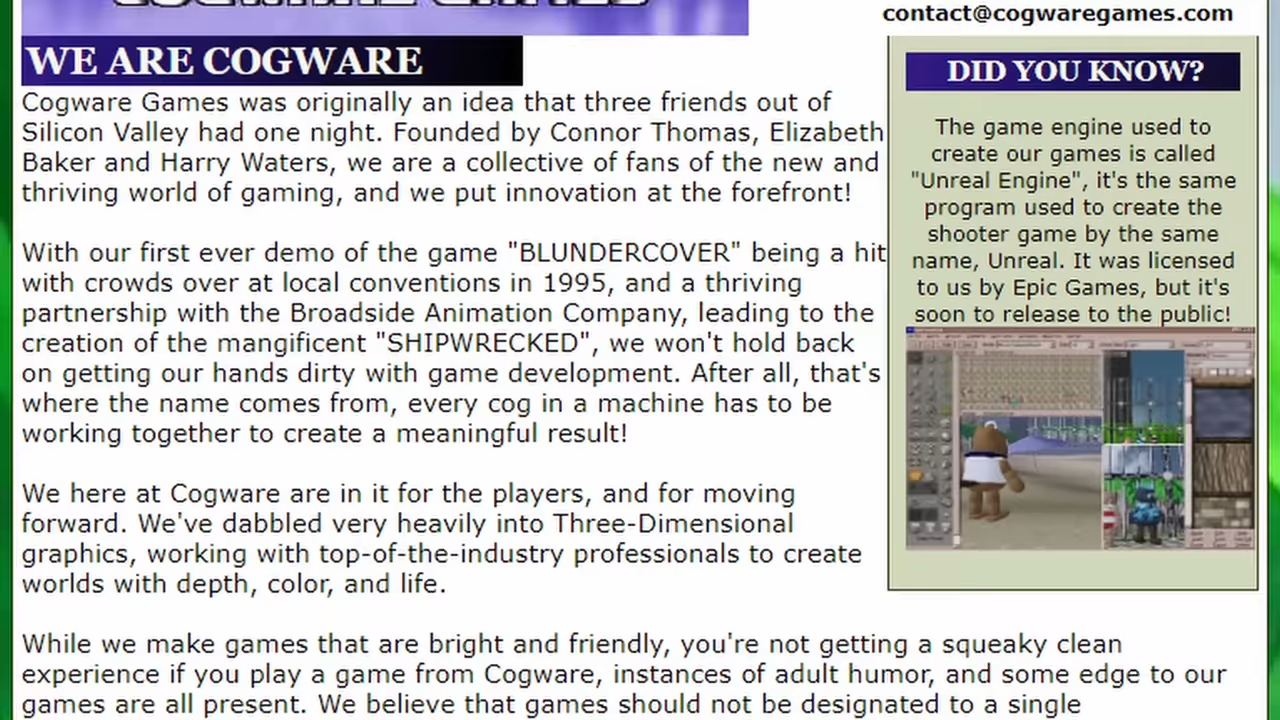 COGWARE GAMES
contact@cogwaregames.com
WE ARE COGWARE
Cogware Games was originally an idea that three friends out of
Silicon Valley had one night. Founded by Connor Thomas, Elizabeth
Baker and Harry Waters, we are a collective of fans of the new and
thriving world of gaming, and we put innovation at the forefront!
With our first ever demo of the game "BLUNDERCOVER" being a hit
with crowds over at local conventions in 1995, and a thriving
partnership with the Broadside Animation Company, leading to the
creation of the mangificent "SHIPWRECKED", we won't hold back
on getting our hands dirty with game development. After all, that's
where the name comes from, every cog in a machine has to be
working together to create a meaningful result!
We here at Cogware are in it for the players, and for moving
forward. We've dabbled very heavily into Three-Dimensional
graphics, working with top-of-the-industry professionals to create
worlds with depth, color, and life.
While we make games that are bright and friendly, you're not getting a squeaky clean
experience if you play a game from Cogware, instances of adult humor, and some edge to our
games are all present. We believe that games should not be designated to a single
DID YOU KNOW?
The game engine used to
create our games is called
"Unreal Engine", it's the same
program used to create the
shooter game by the same
name, Unreal. It was licensed
to us by Epic Games, but it's
soon to release to the public!